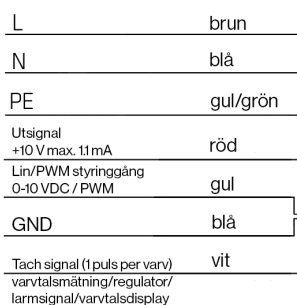 L brun
N blå
PE gul/grön
Utsignal
+10 V max. 1.1 mA röd
Lin/PWM styringgång
0-10 VDC / PWM gul
GND blå
Tach signal (1 puls per varv) vit
varvtalsmätning/regulator/
larmsignal/varvtalsdisplay